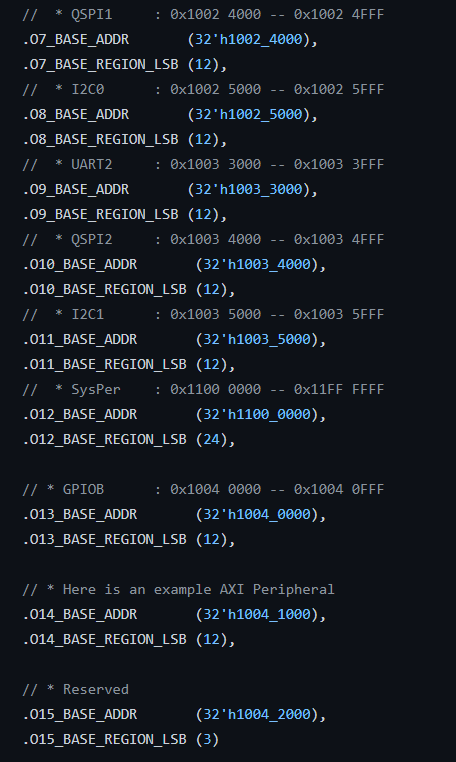 //  * QSPI1     : 0x1002 4000 -- 0x1002 4FFF
.O7_BASE_ADDR       (32'h1002_4000),
.O7_BASE_REGION_LSB (12),
//  * I2C0      : 0x1002 5000 -- 0x1002 5FFF
.O8_BASE_ADDR       (32'h1002_5000),
.O8_BASE_REGION_LSB (12),
//  * UART2     : 0x1003 3000 -- 0x1003 3FFF
.O9_BASE_ADDR       (32'h1003_3000),
.O9_BASE_REGION_LSB (12),
//  * QSPI2     : 0x1003 4000 -- 0x1003 4FFF
.O10_BASE_ADDR       (32'h1003_4000),
.O10_BASE_REGION_LSB (12),
//  * I2C1      : 0x1003 5000 -- 0x1003 5FFF
.O11_BASE_ADDR       (32'h1003_5000),
.O11_BASE_REGION_LSB (12),
//  * SysPer    : 0x1100 0000 -- 0x11FF FFFF
.O12_BASE_ADDR       (32'h1100_0000),
.O12_BASE_REGION_LSB (24),
// * GPIOB      : 0x1004 0000 -- 0x1004 0FFF
.O13_BASE_ADDR       (32'h1004_0000),
.O13_BASE_REGION_LSB (12),
// * Here is an example AXI Peripheral
.O14_BASE_ADDR       (32'h1004_1000),
.O14_BASE_REGION_LSB (12),
// * Reserved
.O15_BASE_ADDR       (32'h1004_2000),
.O15_BASE_REGION_LSB (3)